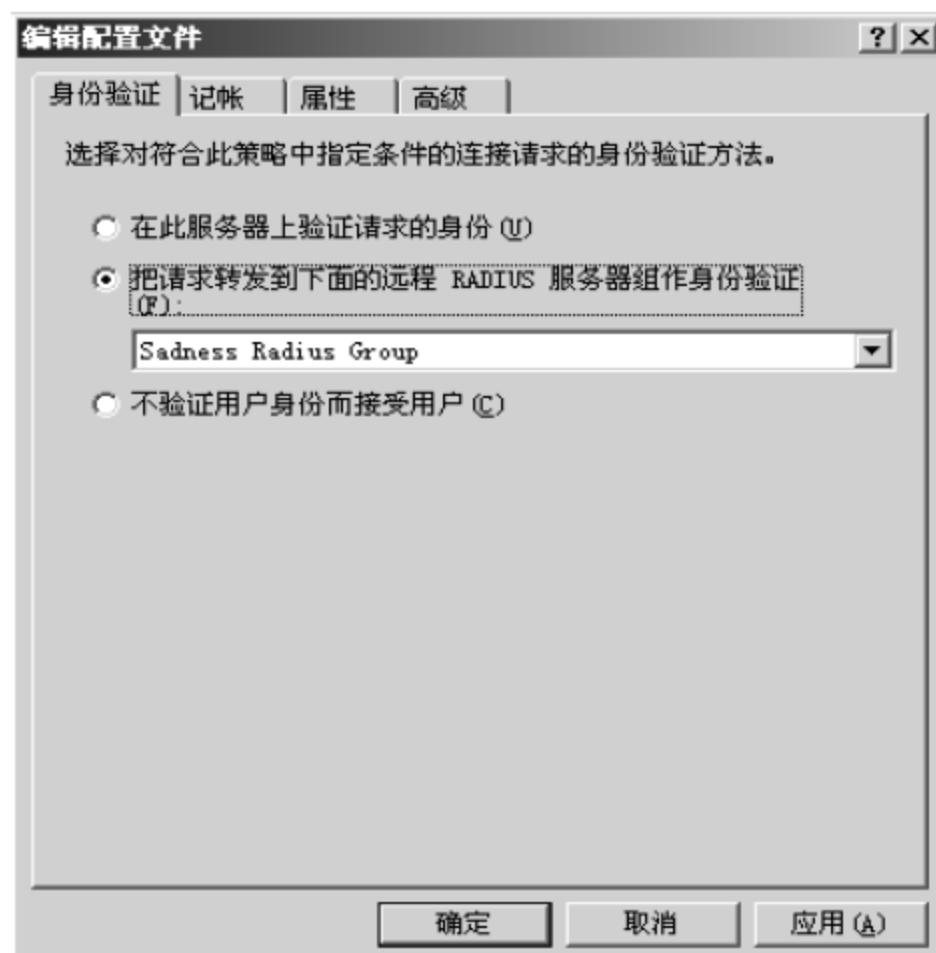 编辑配置文件
身份验证 记帐 属性 高级
选择对符合此策略中指定条件的连接请求的身份验证方法。
在此服务器上验证请求的身份(U)
把请求转发到下面的远程 RADIUS 服务器组作身份验证
(F):
Sadness Radius Group
不验证用户身份而接受用户(C)
确定 取消 应用(A)